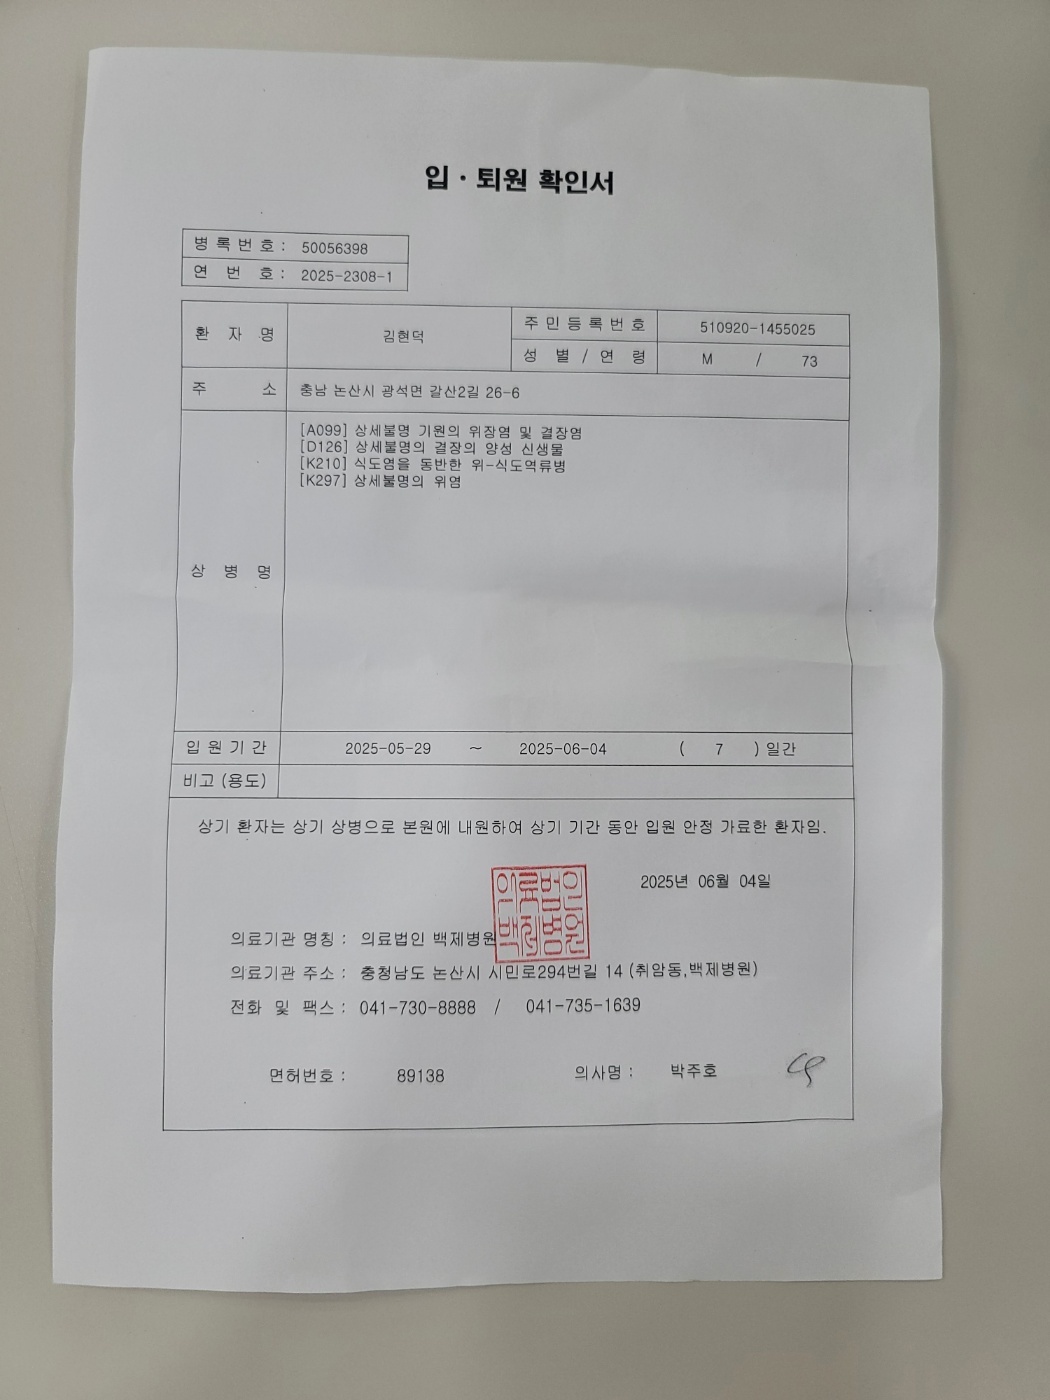 입 · 퇴원 확인서
병록번호 : 50056398
연 번 호 : 2025-2308-1
환 자 명 김현덕 주민등록번호 510920-1455025
성 별 / 연 령 M / 73
주 소 충남 논산시 광석면 갈산2길 26-6
상 병 명
[A099] 상세불명 기원의 위장염 및 결장염
[D126] 상세불명의 결장의 양성 신생물
[K210] 식도염을 동반한 위-식도역류병
[K297] 상세불명의 위염
입원기간 2025-05-29 ~ 2025-06-04 ( 7 ) 일간
비고 (용도)
상기 환자는 상기 상병으로 본원에 내원하여 상기 기간 동안 입원 안정 가료한 환자임.
2025년 06월 04일
의료기관 명칭 : 의료법인 백제병원
의료법인백제병원
의료기관 주소 : 충청남도 논산시 시민로294번길 14 (취암동,백제병원)
전화 및 팩스 : 041-730-8888 / 041-735-1639
면허번호 : 89138 의사명 : 박주호